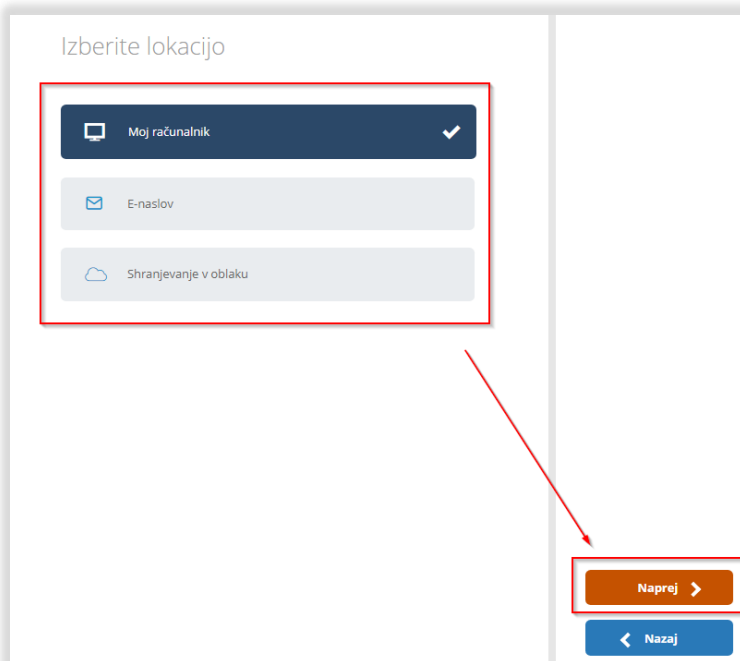 Izberite lokacijo
Moj računalnik
E-naslov
Shranjevanje v oblaku
Naprej
Nazaj